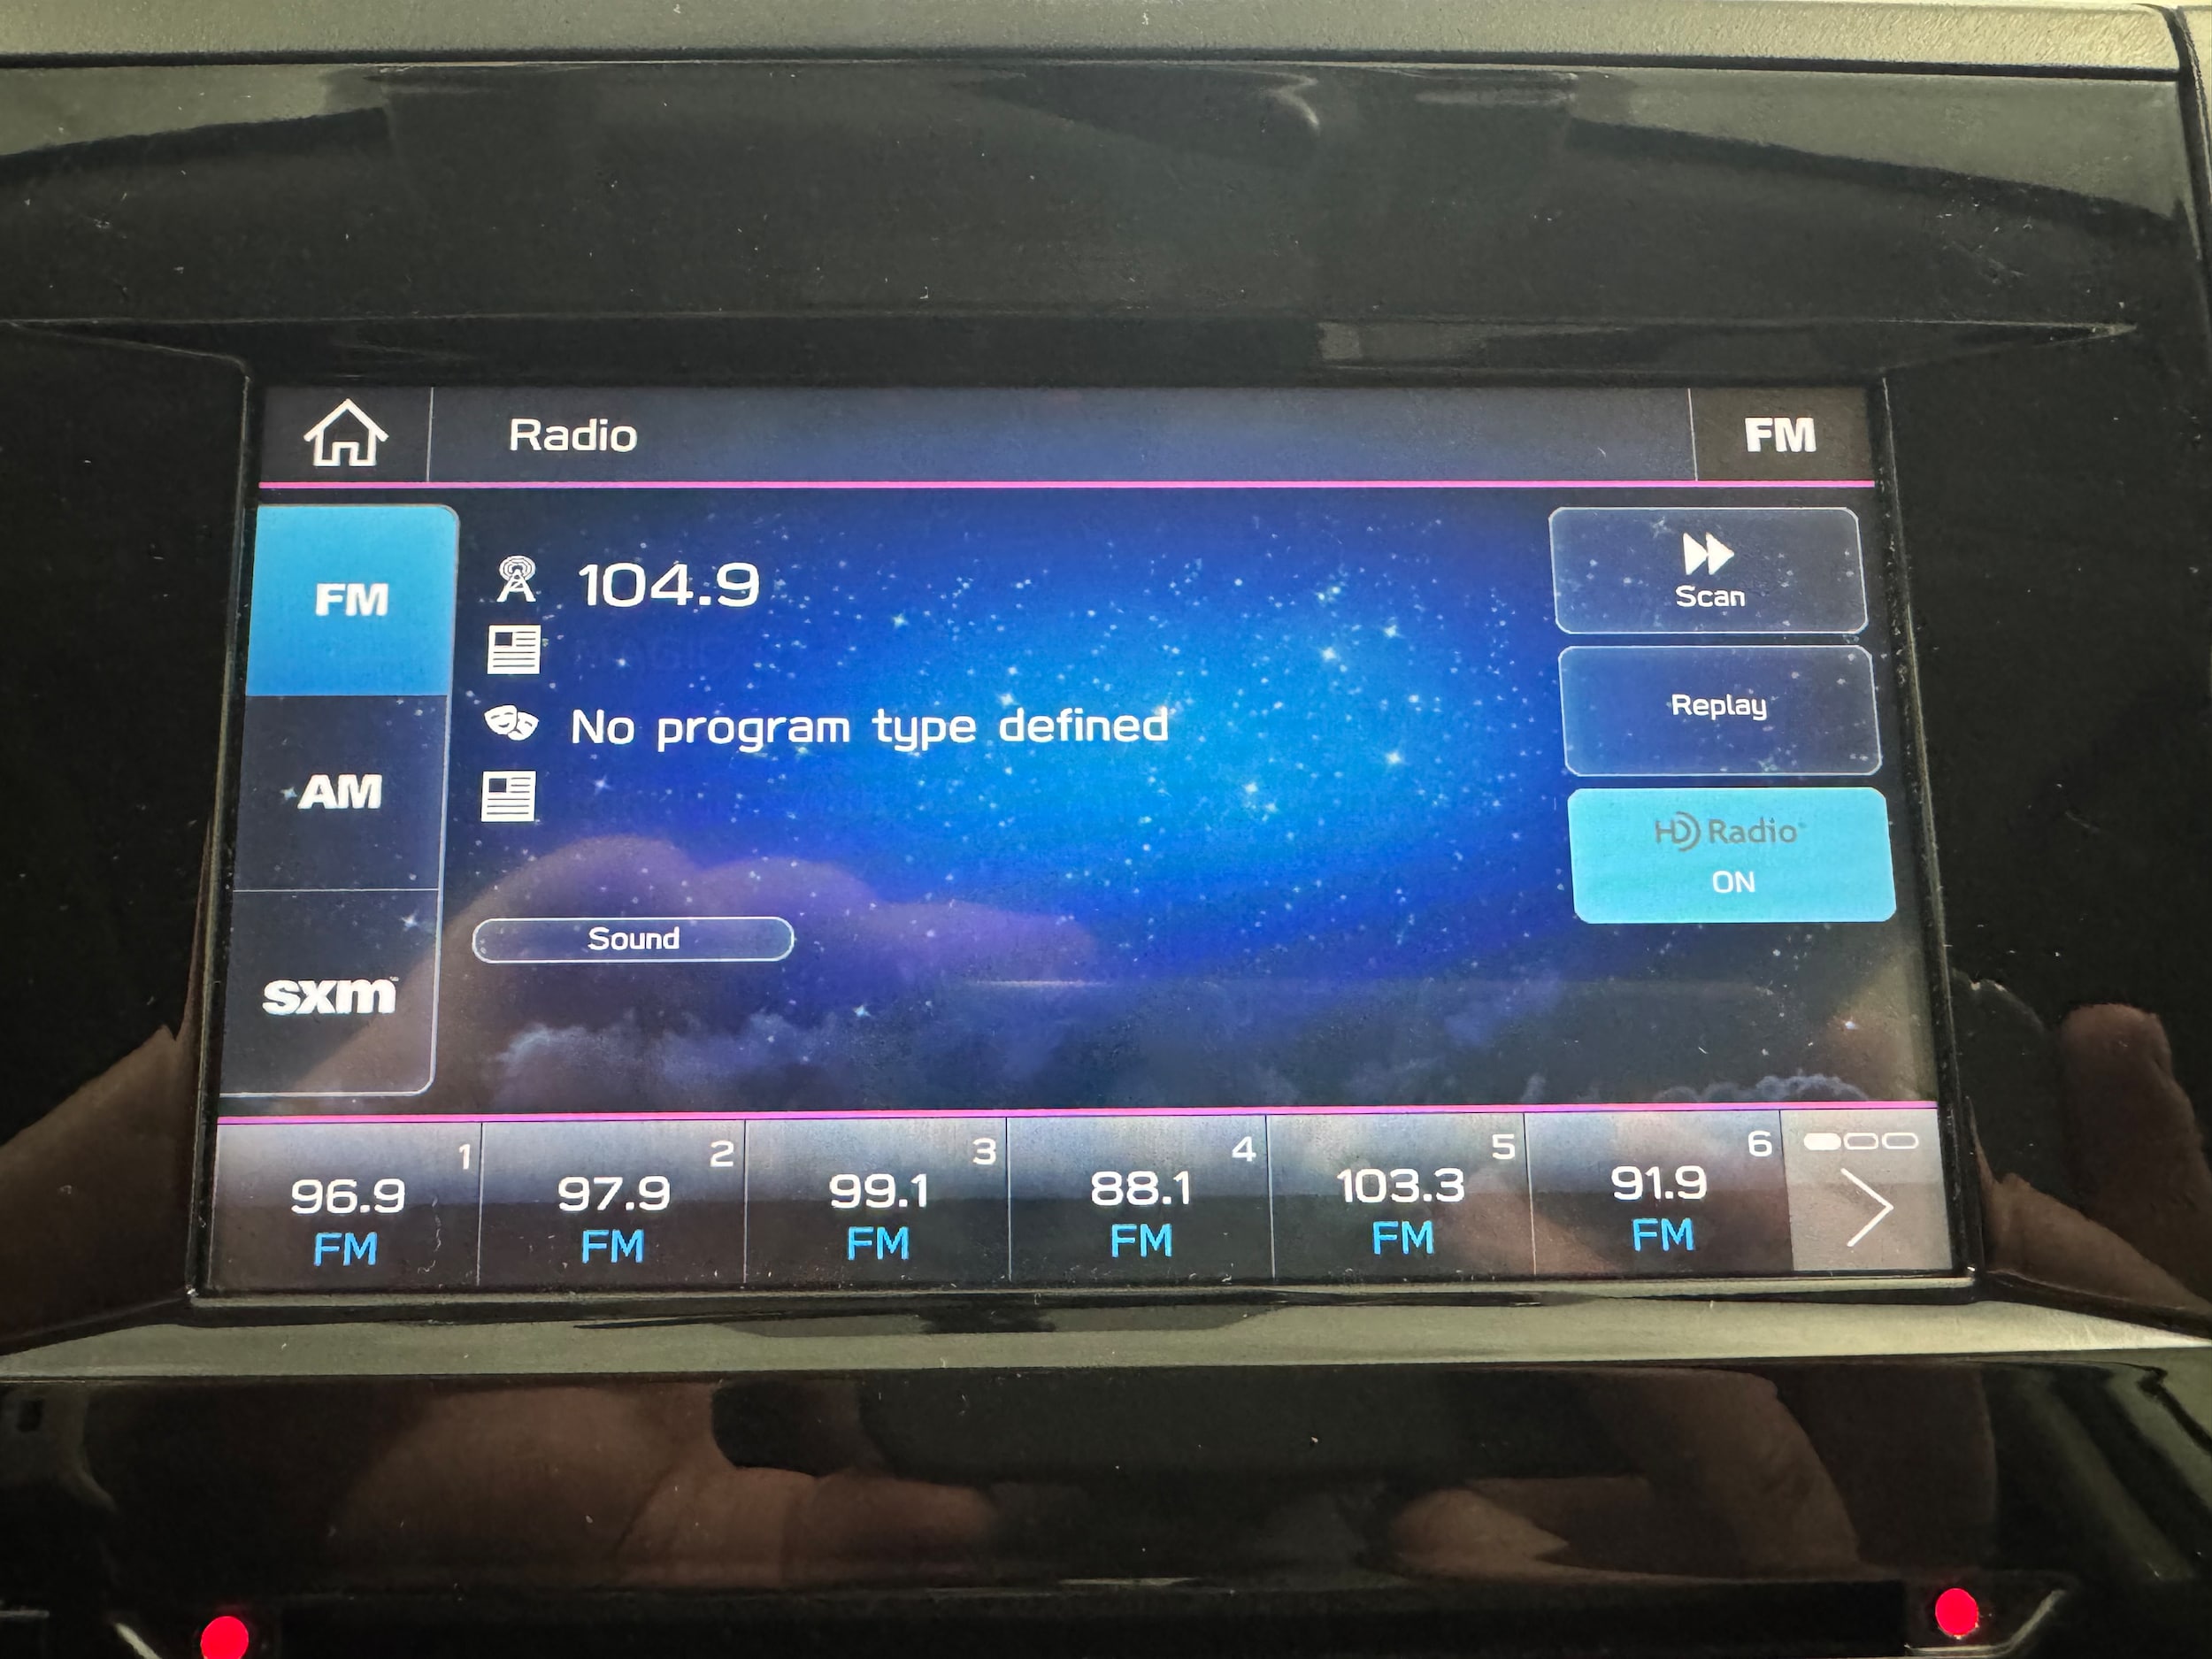 Radio
FM
FM
AM
sxm
104.9
No program type defined
Sound
Scan
Replay
HD Radio
ON
1
96.9
FM
2
97.9
FM
3
99.1
FM
4
88.1
FM
5
103.3
FM
6
91.9
FM